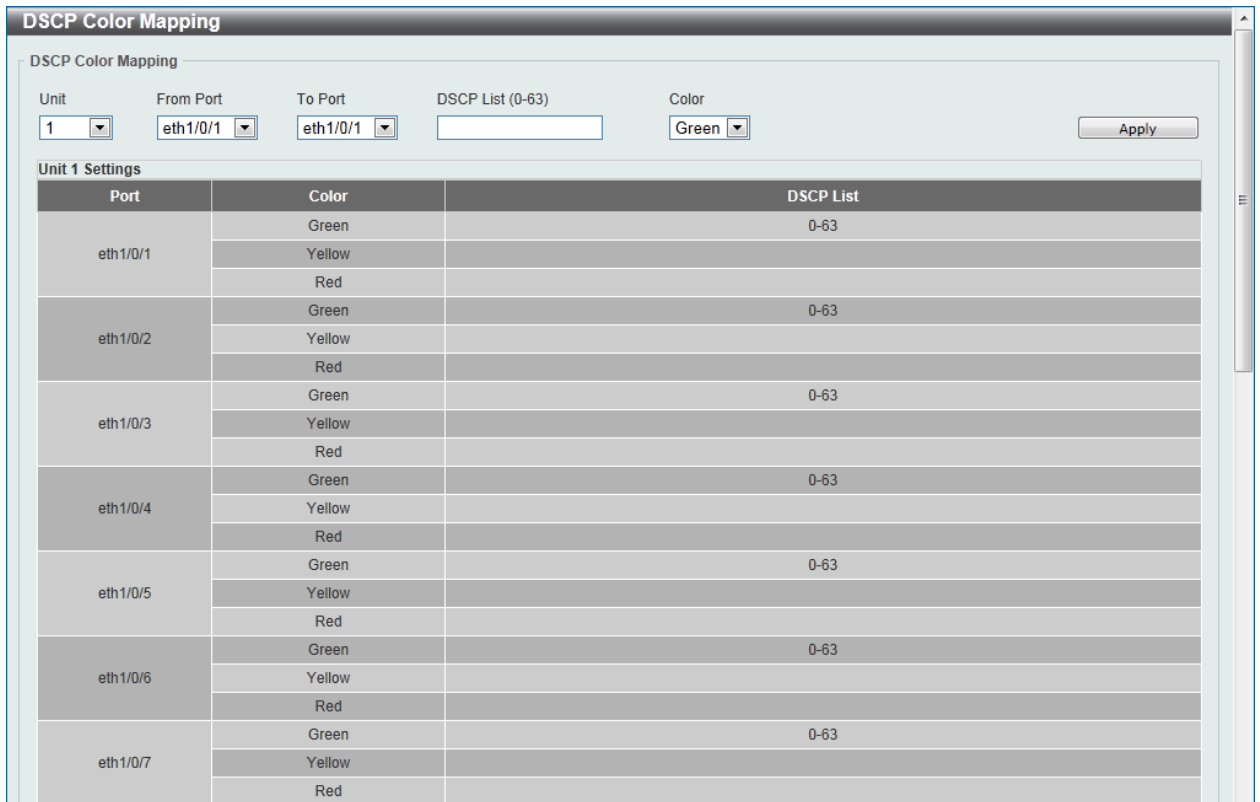 DSCP Color Mapping
DSCP Color Mapping
Unit From Port To Port DSCP List (0-63) Color
1 eth1/0/1 eth1/0/1 Green Apply
Unit 1 Settings
Port Color DSCP List
Green 0-63
eth1/0/1 Yellow
Red
Green 0-63
eth1/0/2 Yellow
Red
Green 0-63
eth1/0/3 Yellow
Red
Green 0-63
eth1/0/4 Yellow
Red
Green 0-63
eth1/0/5 Yellow
Red
Green 0-63
eth1/0/6 Yellow
Red
Green 0-63
eth1/0/7 Yellow
Red